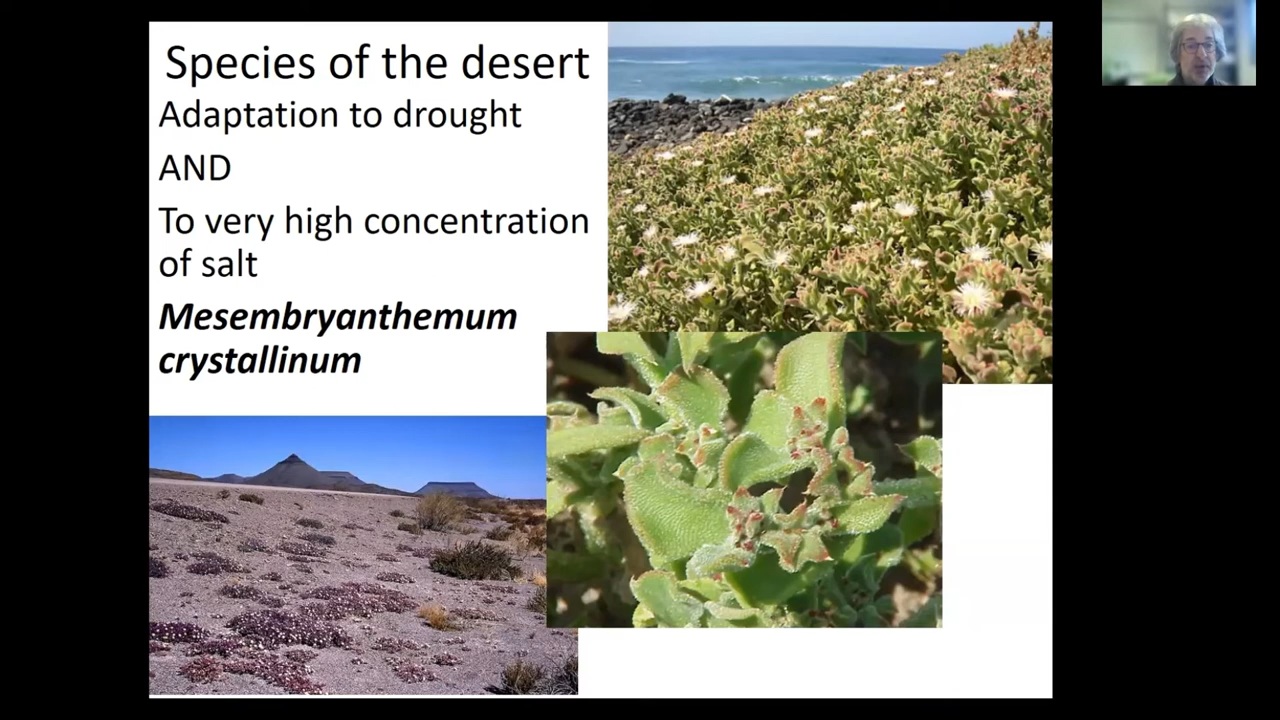 Species of the desert
Adaptation to drought
AND
To very high concentration
of salt
Mesembryanthemum
crystallinum